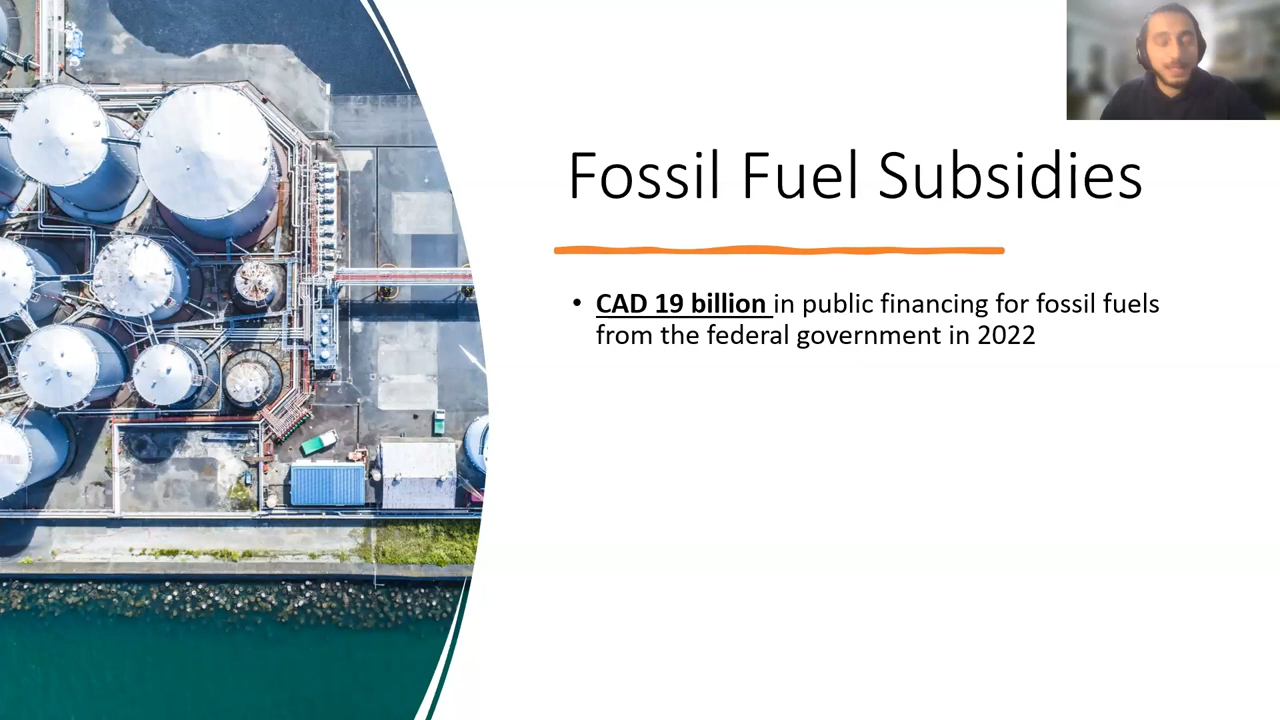 Fossil Fuel Subsidies
• CAD 19 billion in public financing for fossil fuels
from the federal government in 2022